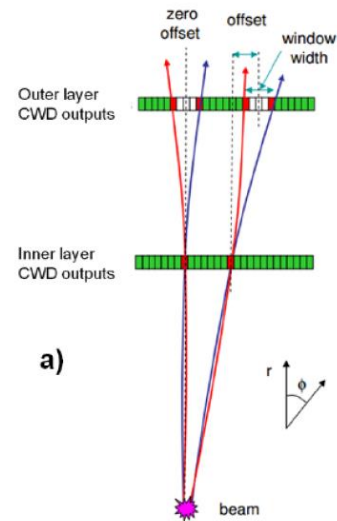 zero
offset
offset
window
width
Outer layer
CWD outputs
Inner layer
CWD outputs
a)
r
ϕ
beam